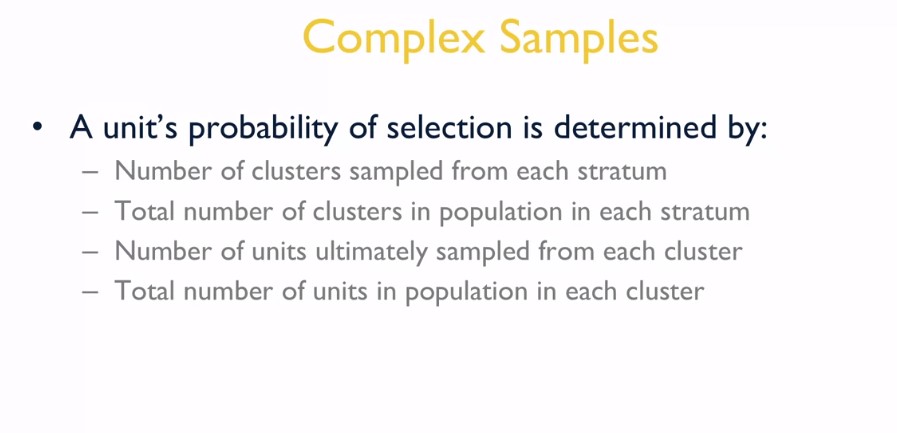 Complex Samples
• A unit's probability of selection is determined by:
– Number of clusters sampled from each stratum
– Total number of clusters in population in each stratum
– Number of units ultimately sampled from each cluster
– Total number of units in population in each cluster